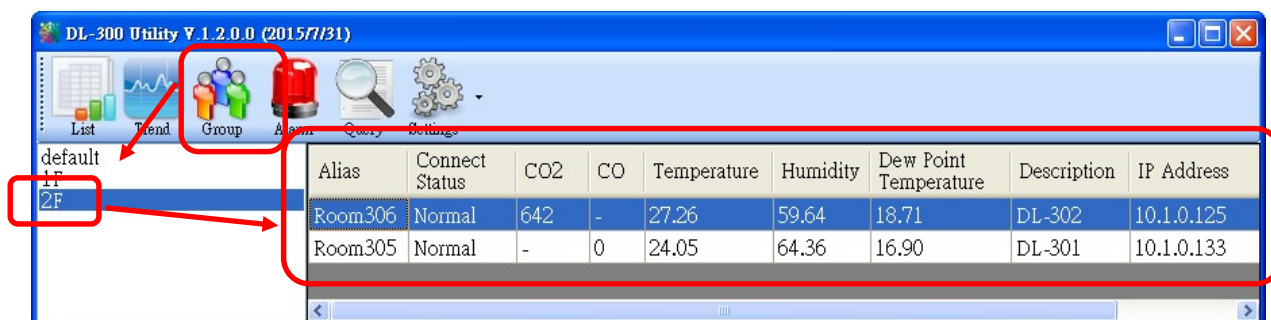 DL-300 Utility V.1.2.0.0 (2015/7/31)
List Trend Group Alarm Query Settings
default
1F
2F
Alias Connect Status CO2 CO Temperature Humidity Dew Point Temperature Description IP Address
Room306 Normal 642 - 27.26 59.64 18.71 DL-302 10.1.0.125
Room305 Normal - 0 24.05 64.36 16.90 DL-301 10.1.0.133